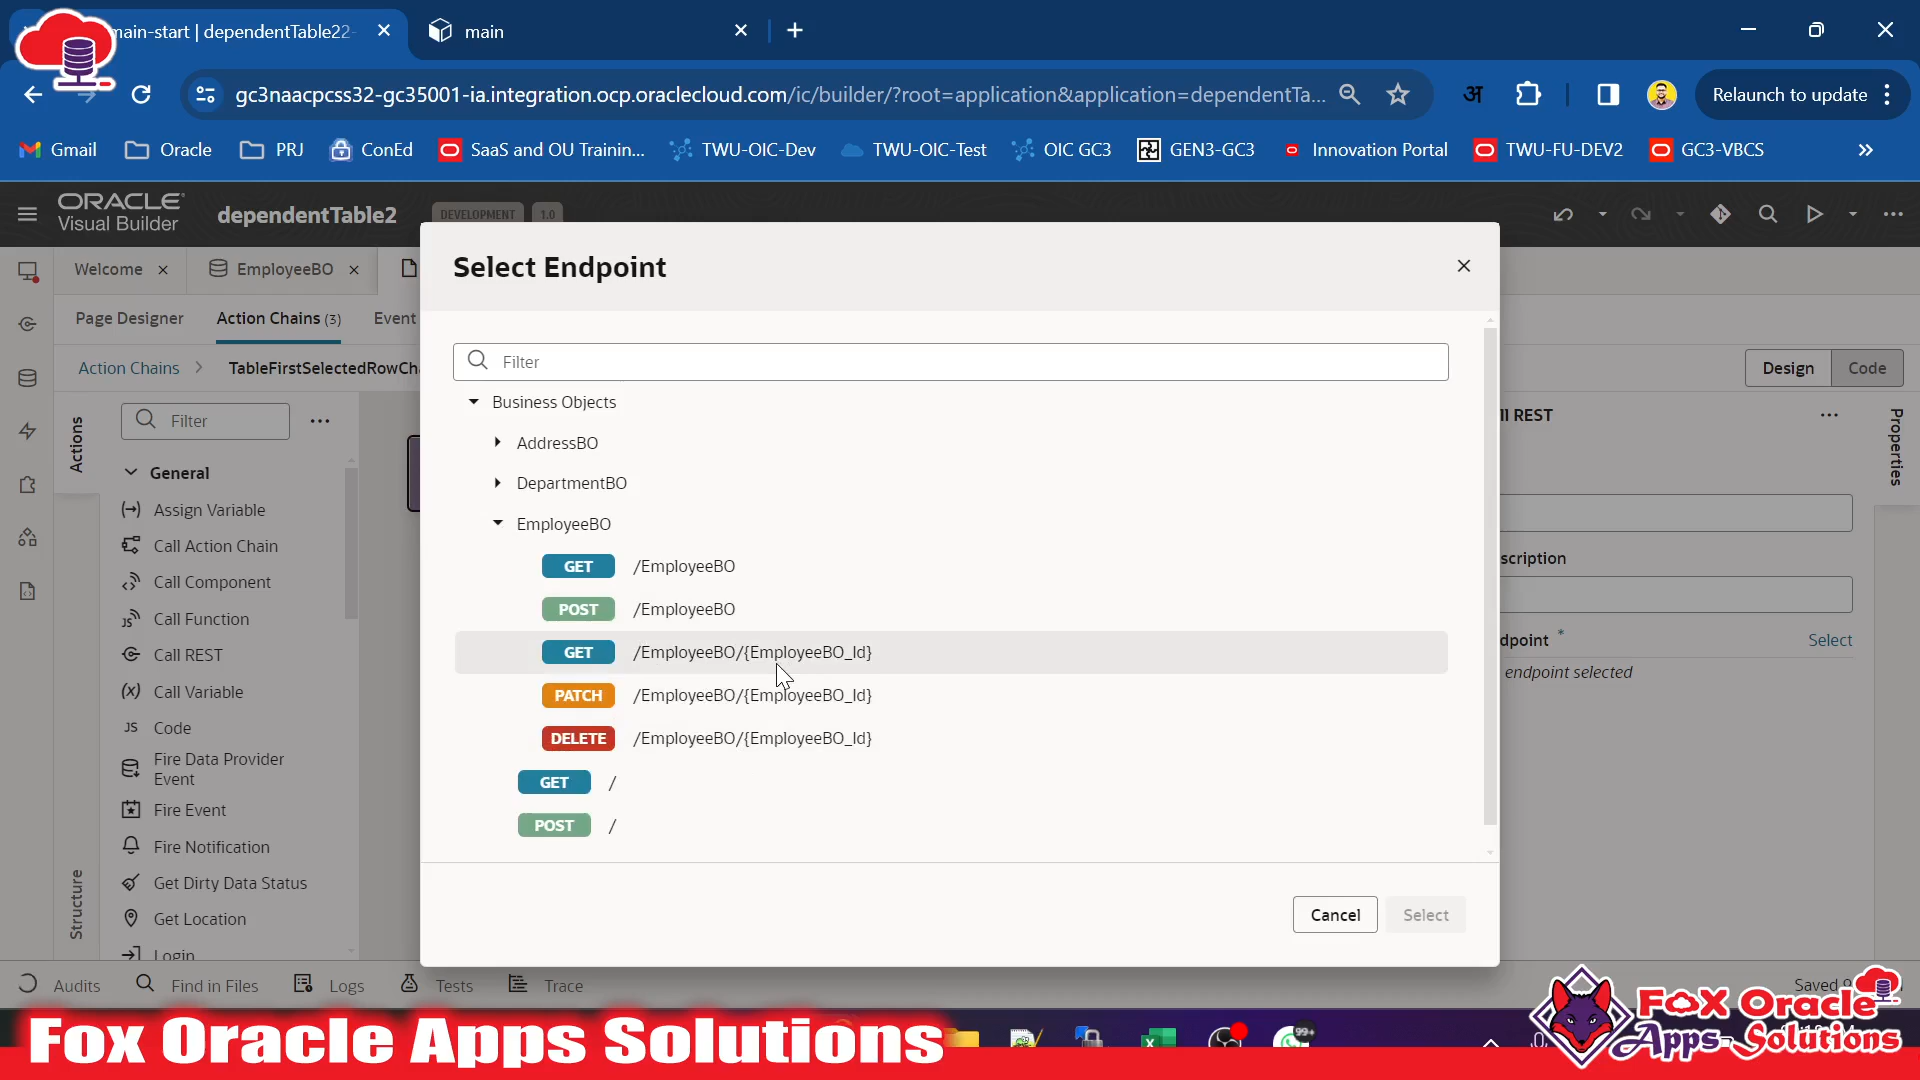 main-start | dependentTable22-
main
gc3naacpcss32-gc35001-ia.integration.ocp.oraclecloud.com/ic/builder/?root=application&application=dependentTa...
अ
Relaunch to update
Gmail
Oracle
PRJ
ConEd
SaaS and OU Trainin...
TWU-OIC-Dev
TWU-OIC-Test
OIC GC3
GEN3-GC3
Innovation Portal
TWU-FU-DEV2
GC3-VBCS
ORACLE
Visual Builder
dependentTable2
DEVELOPMENT
1.0
Welcome
EmployeeBO
Page Designer
Action Chains (3)
Event
Action Chains
TableFirstSelectedRowCh
Design
Code
Actions
Filter
General
Assign Variable
Call Action Chain
Call Component
Call Function
Call REST
Call Variable
JS Code
Fire Data Provider
Event
Fire Event
Fire Notification
Get Dirty Data Status
Get Location
Login
Structure
Select Endpoint
Filter
Business Objects
AddressBO
DepartmentBO
EmployeeBO
GET /EmployeeBO
POST /EmployeeBO
GET /EmployeeBO/{EmployeeBO_Id}
PATCH /EmployeeBO/{EmployeeBO_Id}
DELETE /EmployeeBO/{EmployeeBO_Id}
GET /
POST /
Cancel
Select
ll REST
Properties
scription
dpoint *
Select
endpoint selected
Audits
Find in Files
Logs
Tests
Trace
Saved
99+
Fox Oracle Apps Solutions
Fox Oracle
Apps Solutions